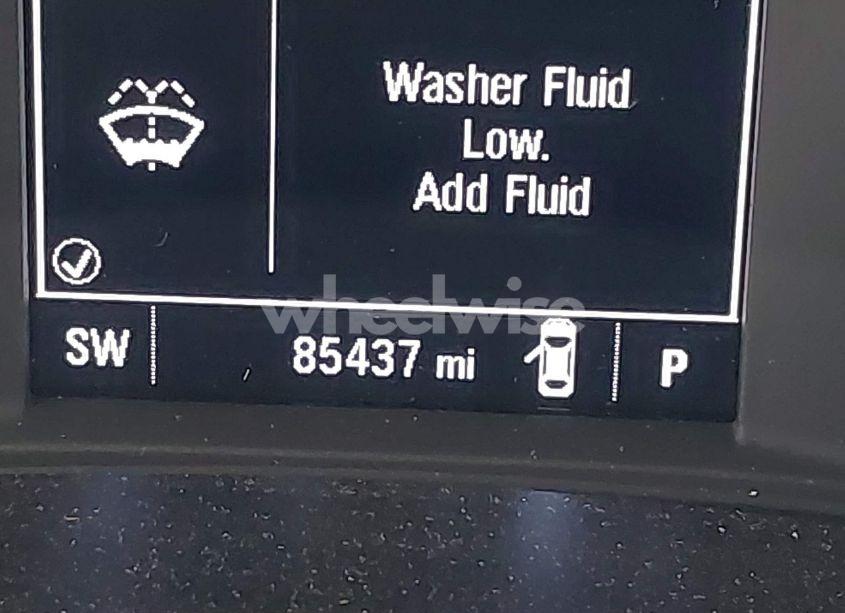 Washer Fluid
Low.
Add Fluid
wheelwise
SW 85437 mi P